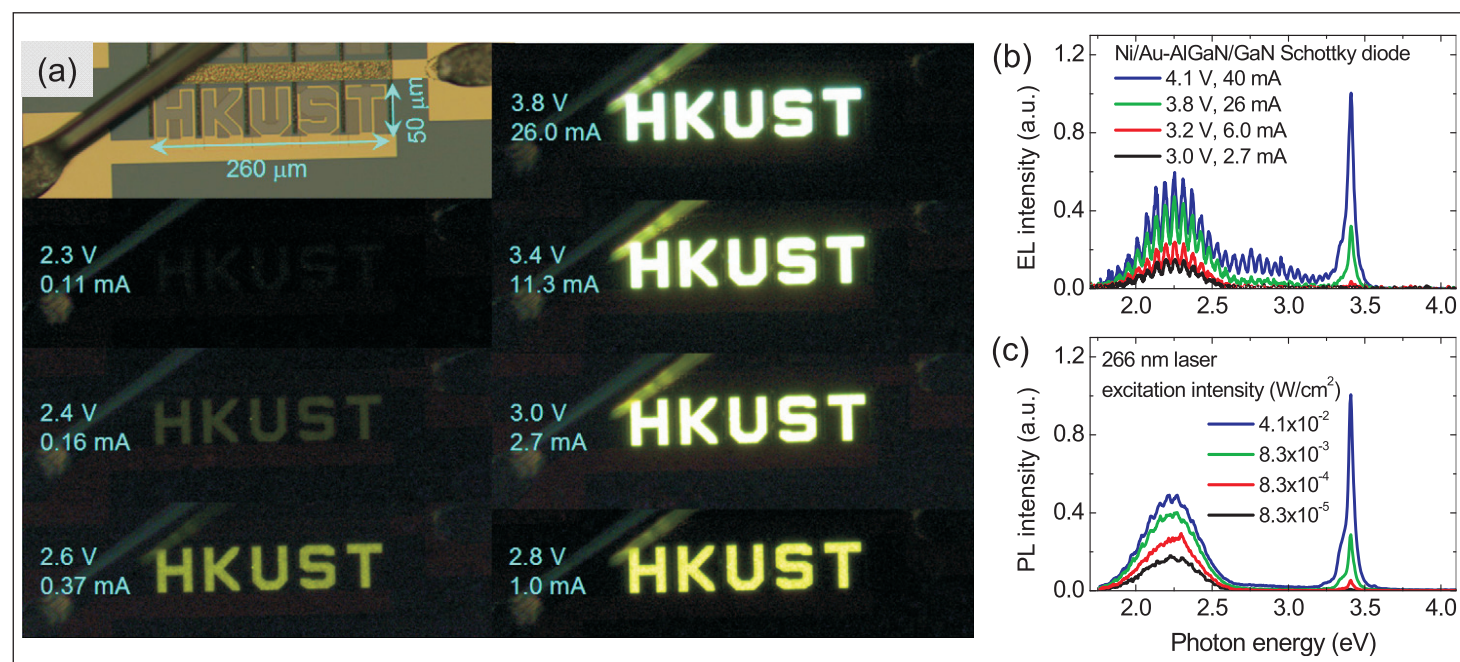 (a)
HKUST
50 μm
260 μm
2.3 V
0.11 mA
HKUST
2.4 V
0.16 mA
HKUST
2.6 V
0.37 mA
HKUST
3.8 V
26.0 mA
HKUST
3.4 V
11.3 mA
HKUST
3.0 V
2.7 mA
HKUST
2.8 V
1.0 mA
HKUST
(b)
Ni/Au-AlGaN/GaN Schottky diode
4.1 V, 40 mA
3.8 V, 26 mA
3.2 V, 6.0 mA
3.0 V, 2.7 mA
EL intensity (a.u.)
1.2
0.8
0.4
0.0
2.0 2.5 3.0 3.5 4.0
(c)
266 nm laser
excitation intensity (W/cm²)
4.1x10⁻²
8.3x10⁻³
8.3x10⁻⁴
8.3x10⁻⁵
PL intensity (a.u.)
1.2
0.8
0.4
0.0
2.0 2.5 3.0 3.5 4.0
Photon energy (eV)